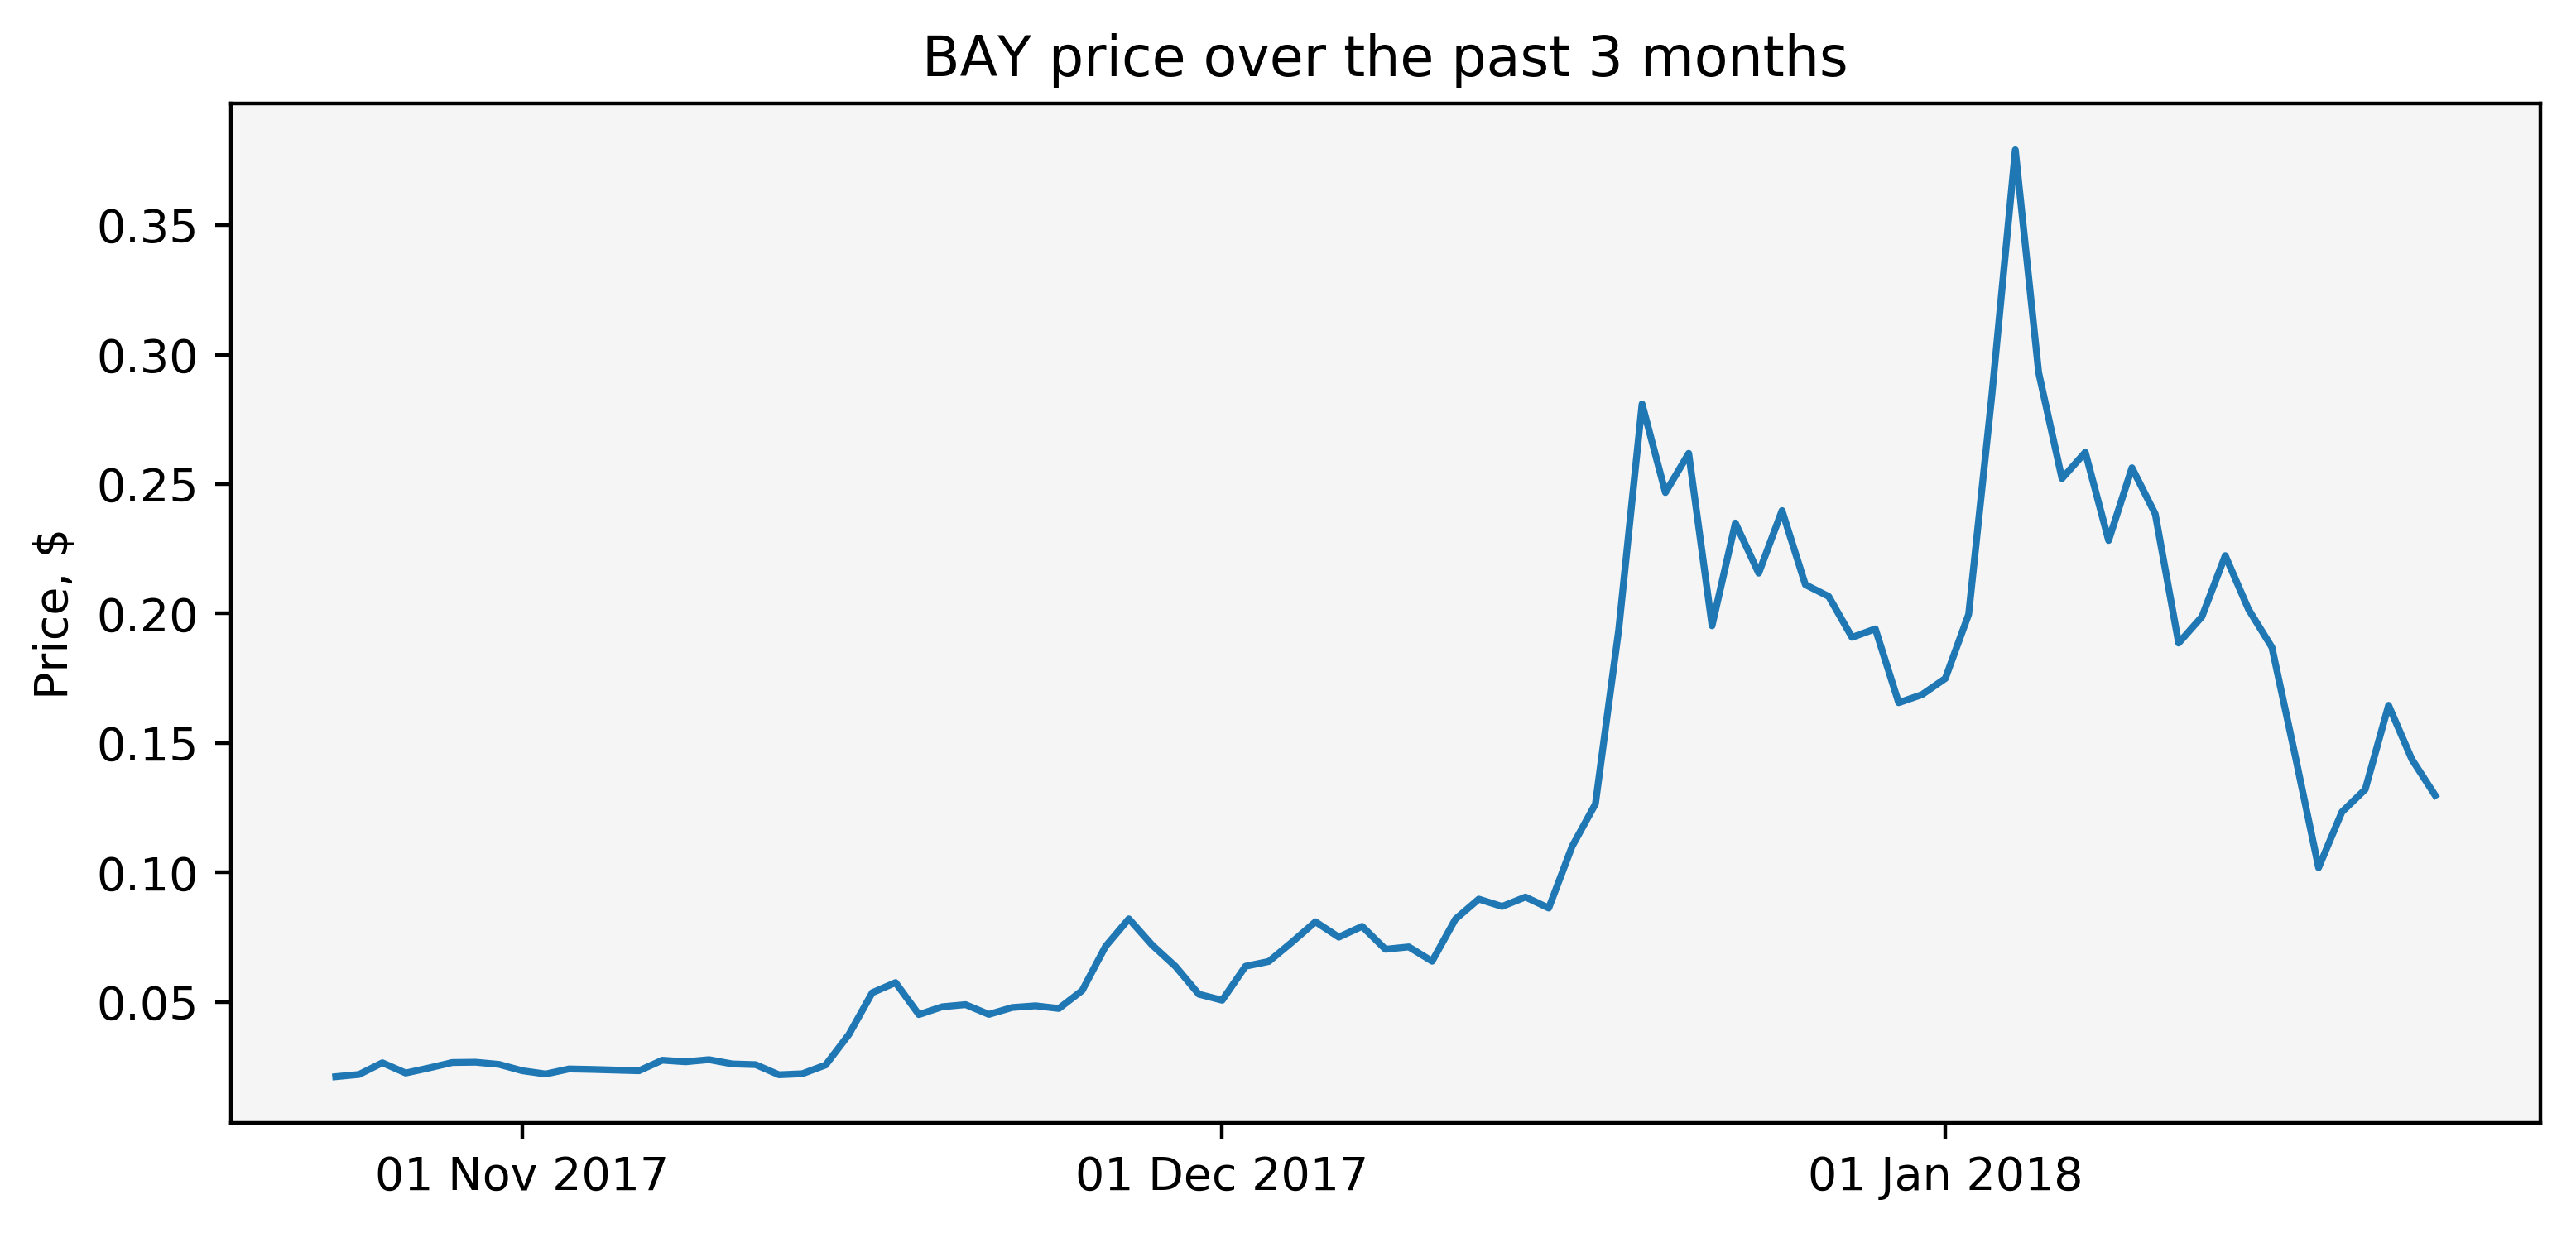 BAY price over the past 3 months
Price, $
0.35
0.30
0.25
0.20
0.15
0.10
0.05
01 Nov 2017
01 Dec 2017
01 Jan 2018